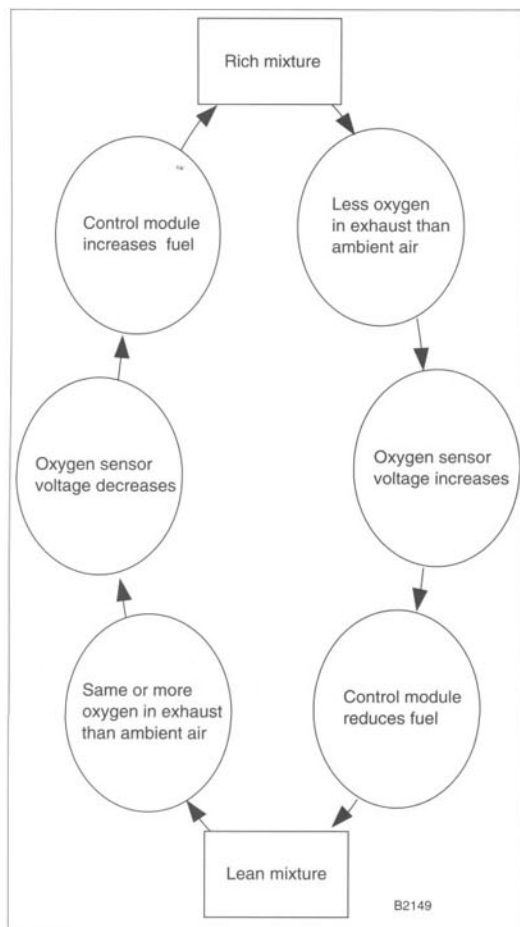 Rich mixture
Less oxygen
in exhaust than
ambient air
Oxygen sensor
voltage increases
Control module
reduces fuel
Lean mixture
Same or more
oxygen in exhaust
than ambient air
Oxygen sensor
voltage decreases
Control module
increases fuel
B2149